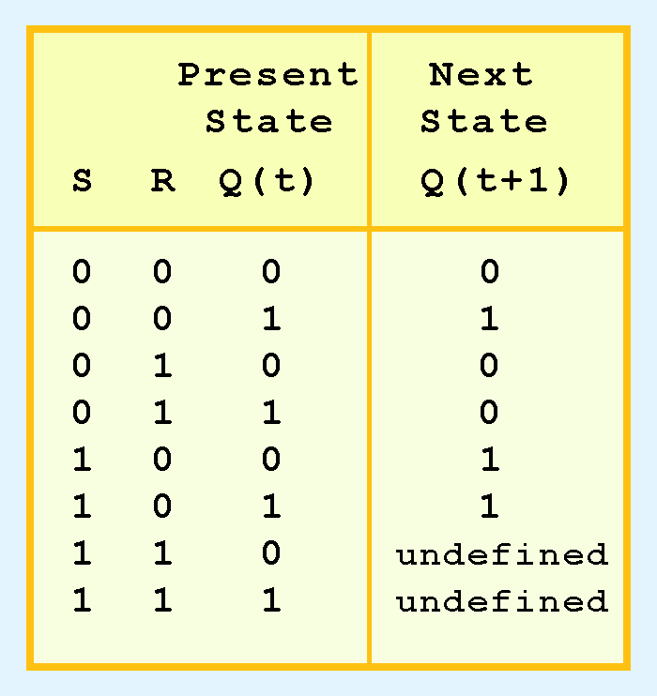 Present Next
State State
S R Q(t) Q(t+1)
0 0 0 0
0 0 1 1
0 1 0 0
0 1 1 0
1 0 0 1
1 0 1 1
1 1 0 undefined
1 1 1 undefined